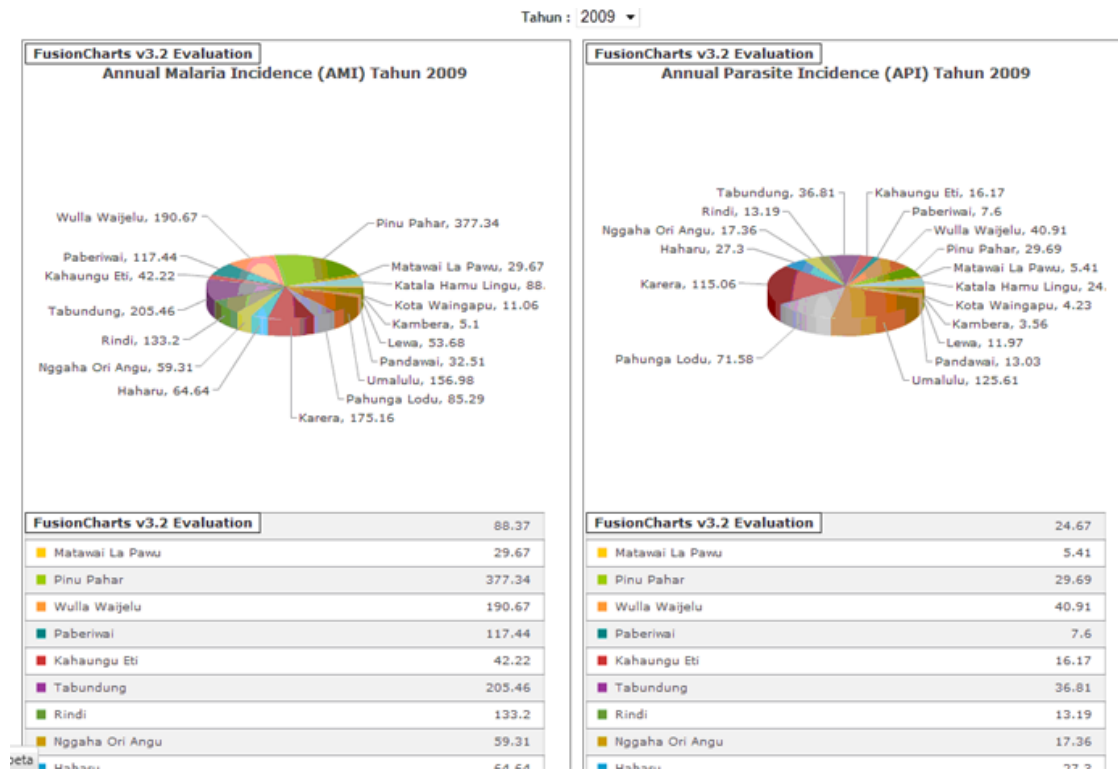 Tahun : 2009
FusionCharts v3.2 Evaluation
Annual Malaria Incidence (AMI) Tahun 2009
Wulla Waijelu, 190.67
Pinu Pahar, 377.34
Paberiwai, 117.44
Matawai La Pawu, 29.67
Kahaungu Eti, 42.22
Katala Hamu Lingu, 88.
Kota Waingapu, 11.06
Tabundung, 205.46
Kambera, 5.1
Rindi, 133.2
Lewa, 53.68
Nggaha Ori Angu, 59.31
Pandawai, 32.51
Umalulu, 156.98
Haharu, 64.64
Pahunga Lodu, 85.29
Karera, 175.16
FusionCharts v3.2 Evaluation 88.37
Matawai La Pawu 29.67
Pinu Pahar 377.34
Wulla Waijelu 190.67
Paberiwai 117.44
Kahaungu Eti 42.22
Tabundung 205.46
Rindi 133.2
Nggaha Ori Angu 59.31
Haharu 64.64
peta
FusionCharts v3.2 Evaluation
Annual Parasite Incidence (API) Tahun 2009
Tabundung, 36.81
Kahaungu Eti, 16.17
Rindi, 13.19
Paberiwai, 7.6
Nggaha Ori Angu, 17.36
Wulla Waijelu, 40.91
Haharu, 27.3
Pinu Pahar, 29.69
Matawai La Pawu, 5.41
Karera, 115.06
Katala Hamu Lingu, 24.
Kota Waingapu, 4.23
Kambera, 3.56
Lewa, 11.97
Pahunga Lodu, 71.58
Pandawai, 13.03
Umalulu, 125.61
FusionCharts v3.2 Evaluation 24.67
Matawai La Pawu 5.41
Pinu Pahar 29.69
Wulla Waijelu 40.91
Paberiwai 7.6
Kahaungu Eti 16.17
Tabundung 36.81
Rindi 13.19
Nggaha Ori Angu 17.36
Haharu 27.3